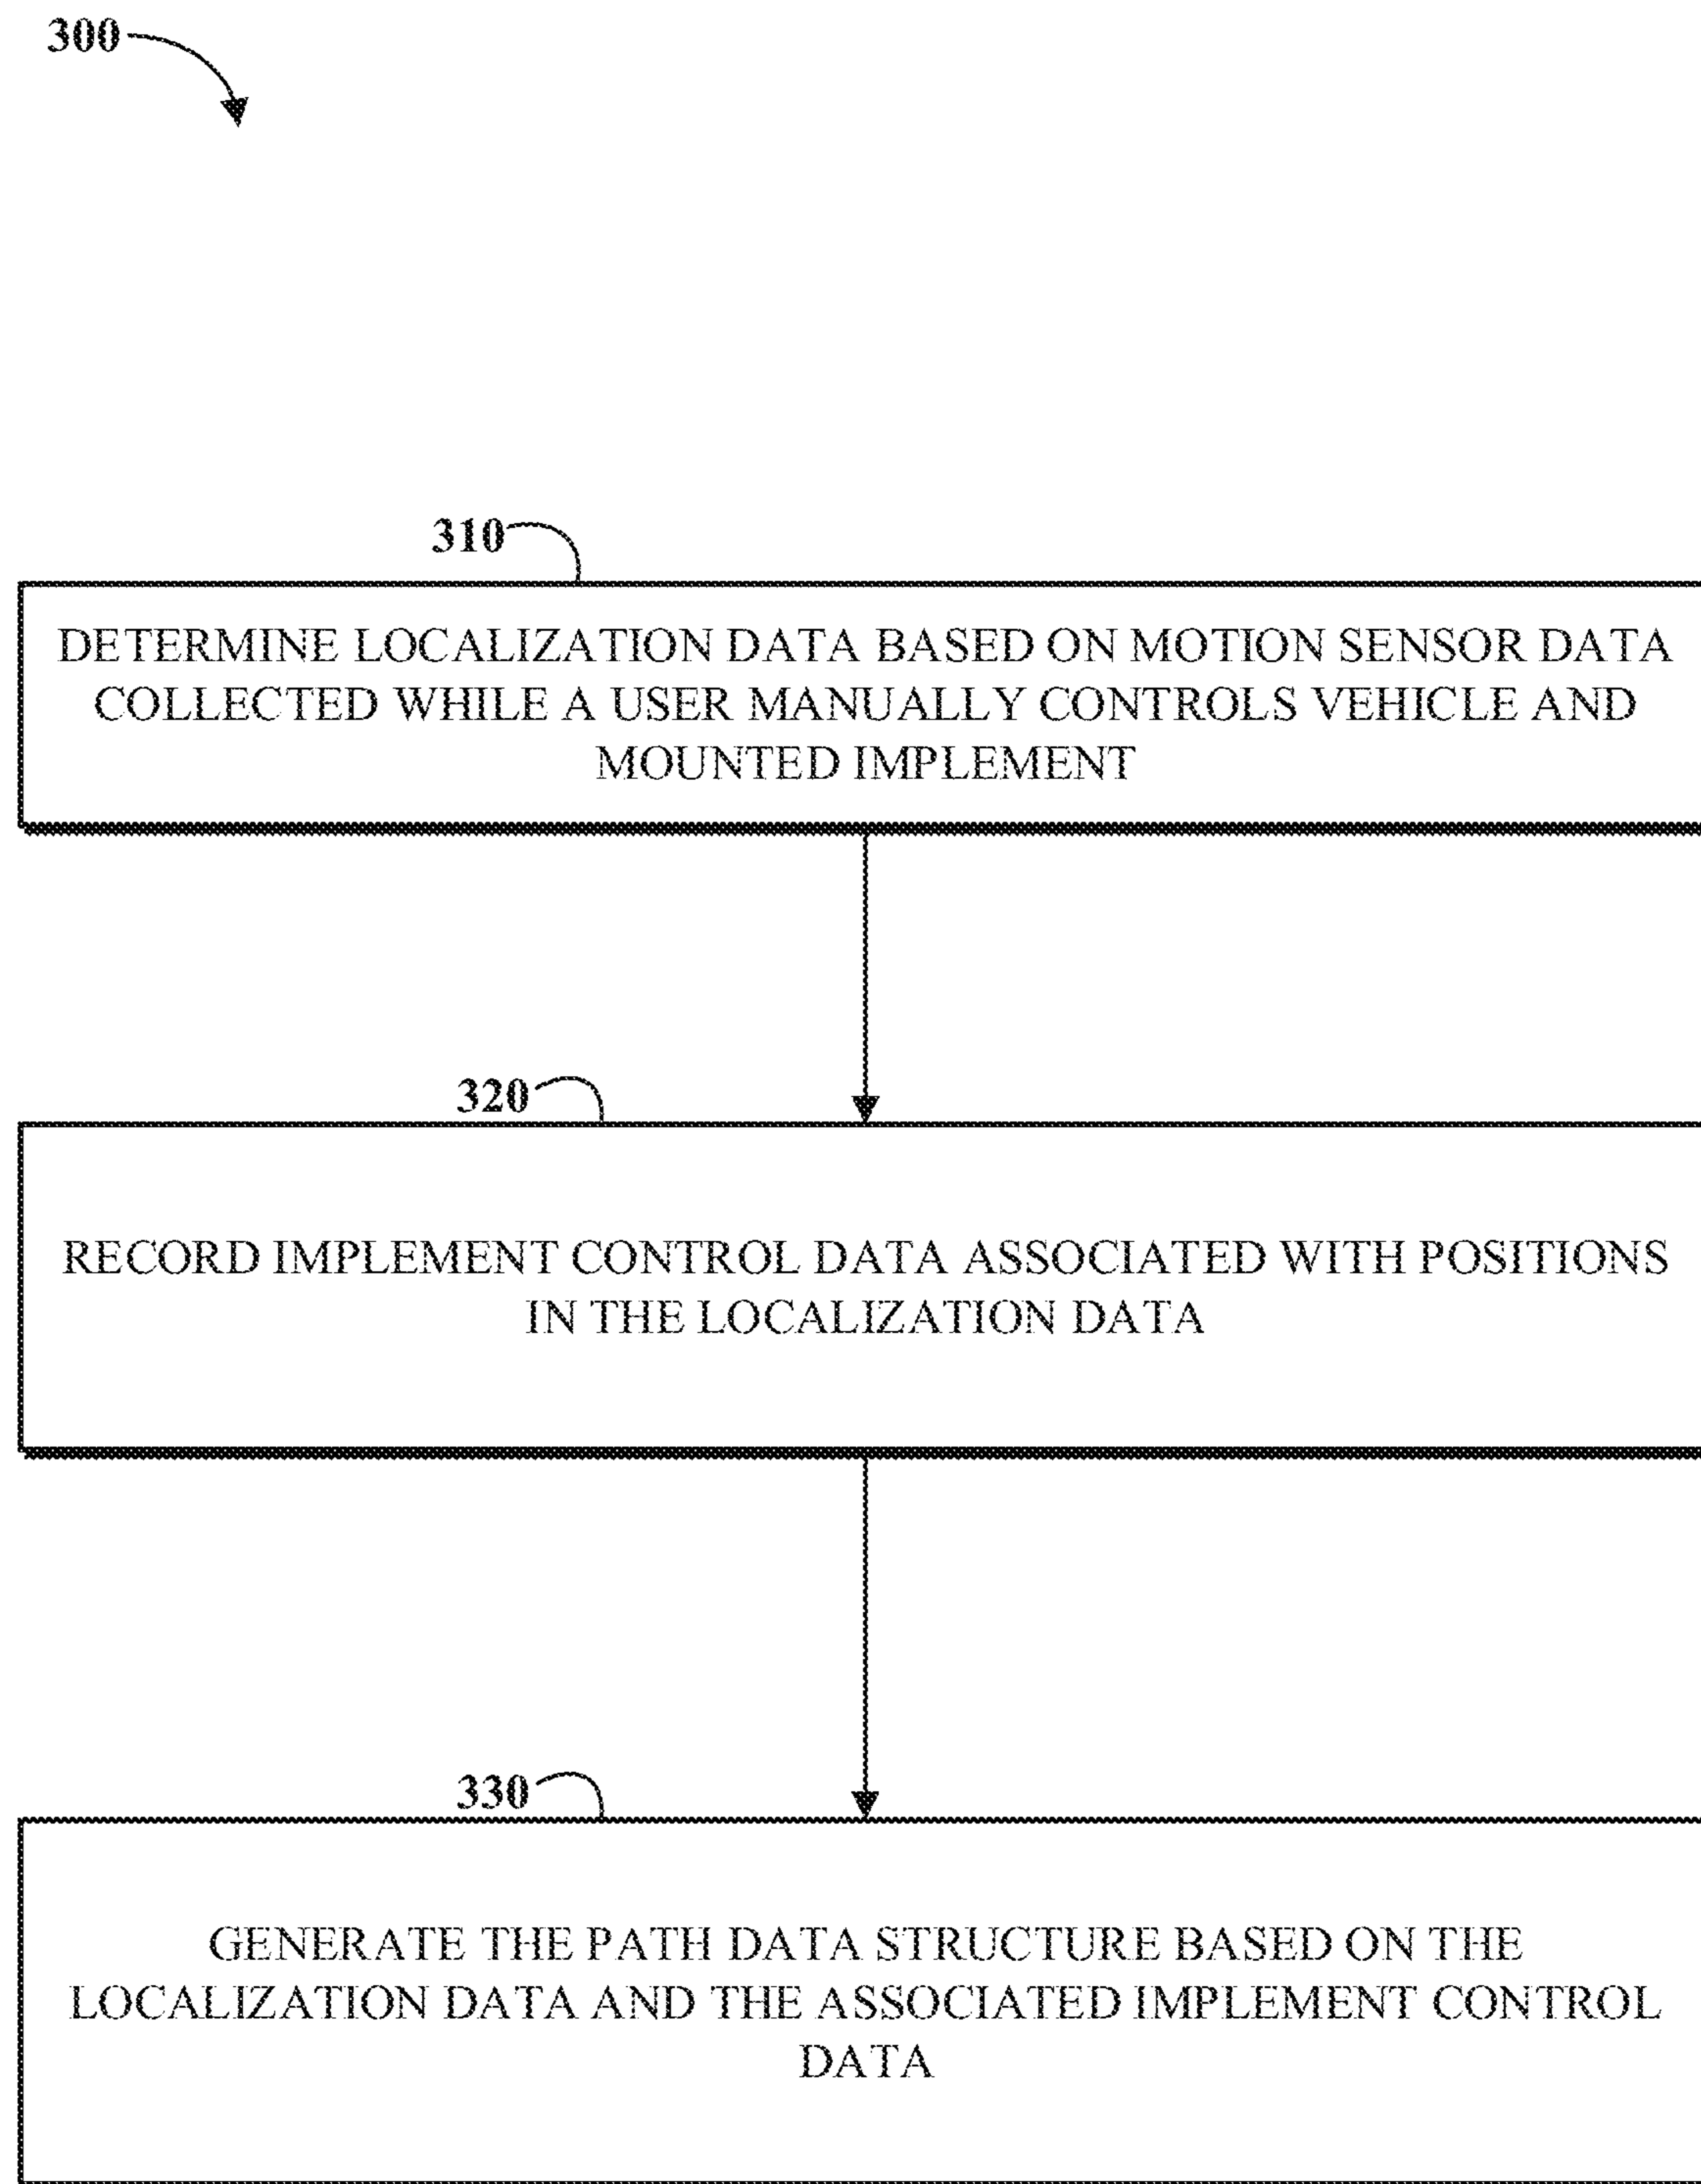 300
310
DETERMINE LOCALIZATION DATA BASED ON MOTION SENSOR DATA
COLLECTED WHILE A USER MANUALLY CONTROLS VEHICLE AND
MOUNTED IMPLEMENT
320
RECORD IMPLEMENT CONTROL DATA ASSOCIATED WITH POSITIONS
IN THE LOCALIZATION DATA
330
GENERATE THE PATH DATA STRUCTURE BASED ON THE
LOCALIZATION DATA AND THE ASSOCIATED IMPLEMENT CONTROL
DATA